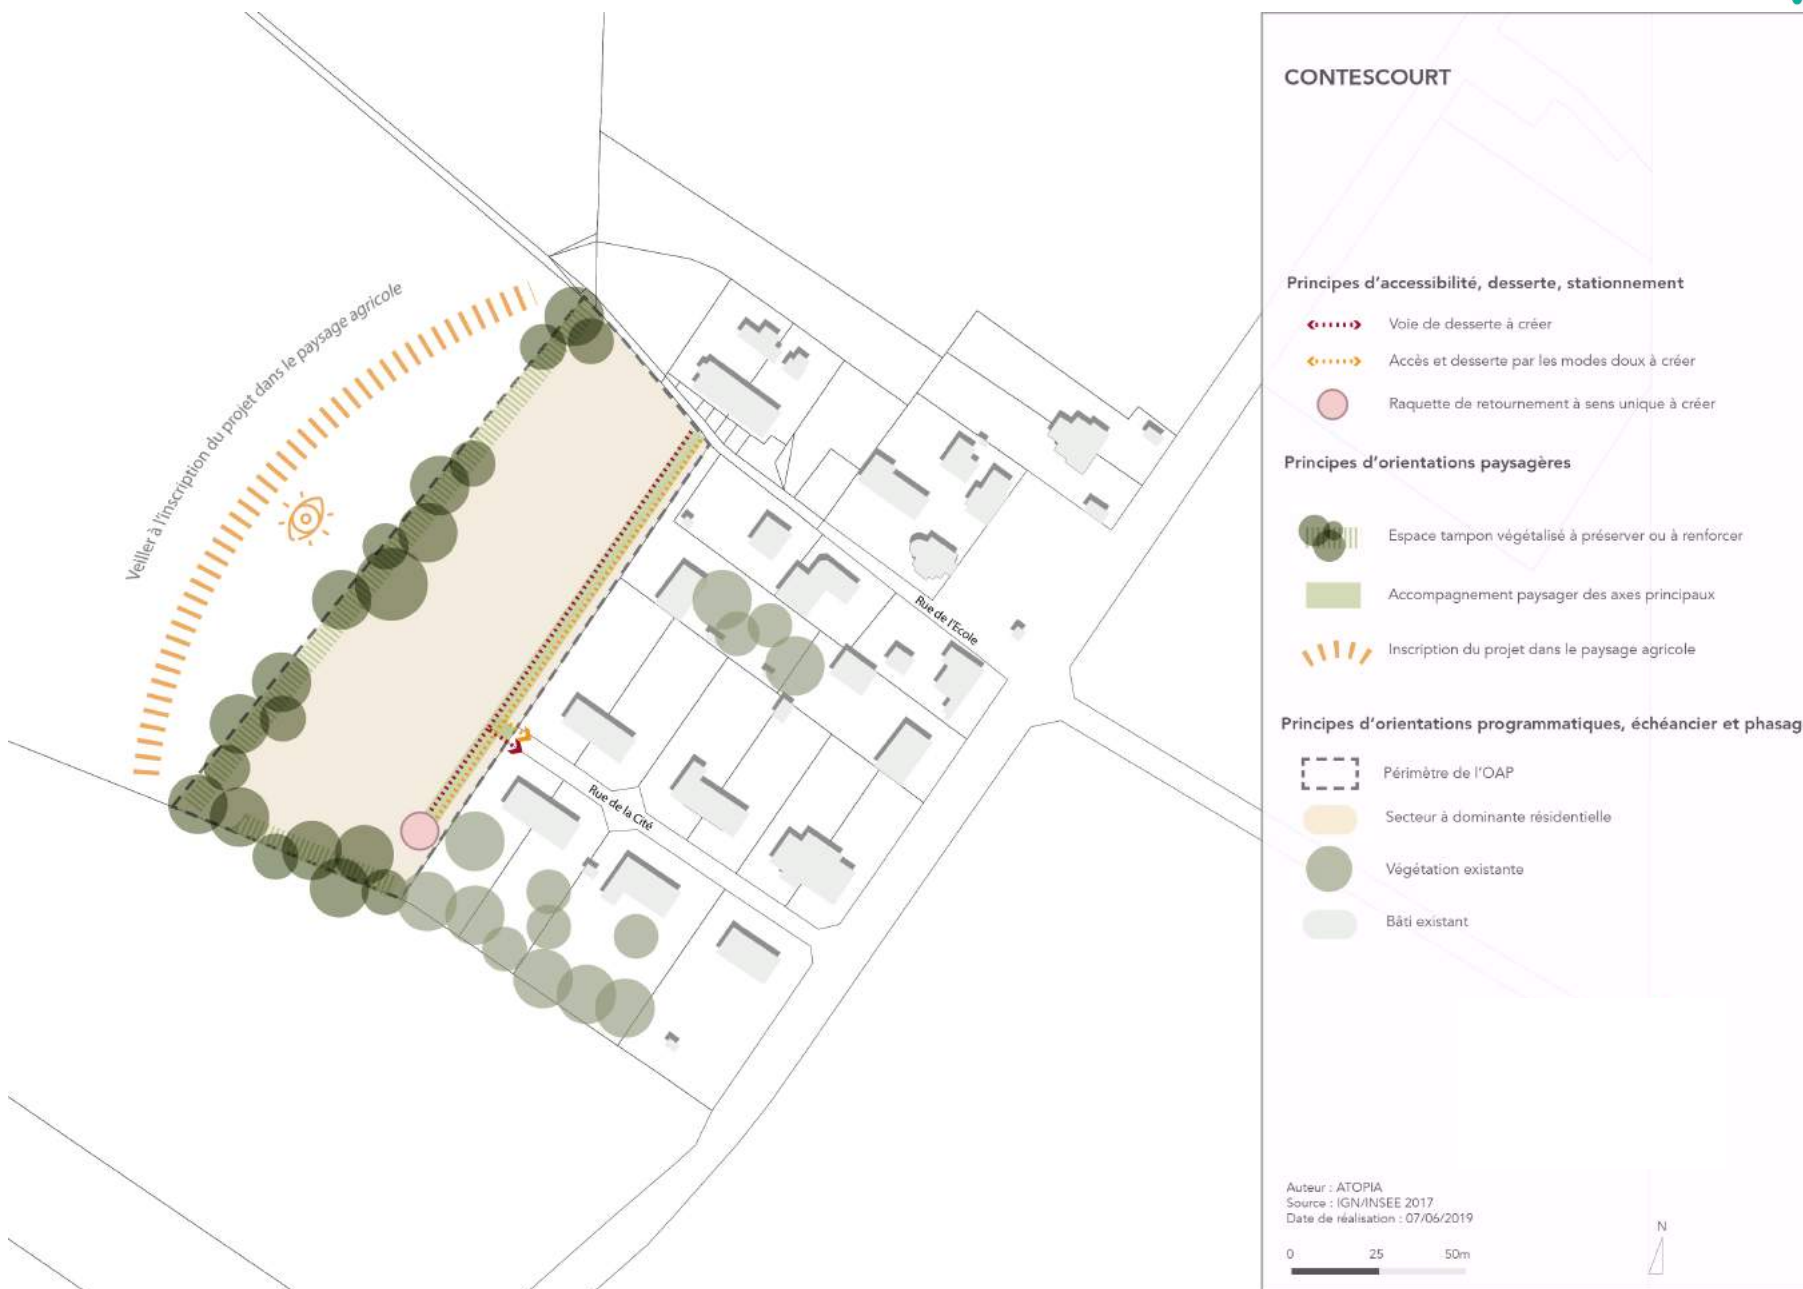 CONTESCOURT
Principes d'accessibilité, desserte, stationnement
Voie de desserte à créer
Accès et desserte par les modes doux à créer
Raquette de retournement à sens unique à créer
Principes d'orientations paysagères
Espace tampon végétalisé à préserver ou à renforcer
Accompagnement paysager des axes principaux
Inscription du projet dans le paysage agricole
Principes d'orientations programmatiques, échéancier et phasag
Périmètre de l'OAP
Secteur à dominante résidentielle
Végétation existante
Bâti existant
Auteur : ATOPIA
Source : IGN/INSEE 2017
Date de réalisation : 07/06/2019
0 25 50m
N
Veiller à l'inscription du projet dans le paysage agricole
Rue de l'Ecole
Rue de la Cité